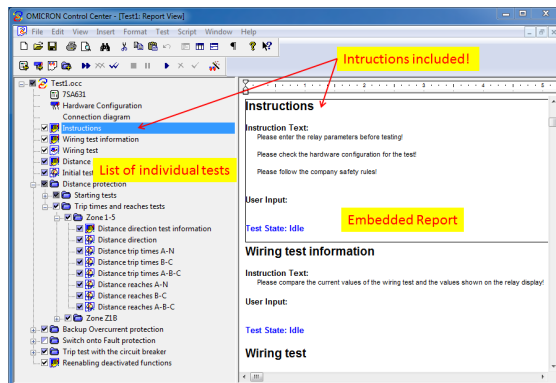 OMICRON Control Center - [Test1: Report View]
File Edit View Insert Format Test Script Window Help
Intructions included!
Test1.occ
7SA631
Hardware Configuration
Connection diagram
Instructions
Wiring test information
Wiring test
Distance
Initial test
List of individual tests
Distance protection
Starting tests
Trip times and reaches tests
Zone 1-5
Distance direction test information
Distance direction
Distance trip times A-N
Distance trip times B-C
Distance trip times A-B-C
Distance reaches A-N
Distance reaches B-C
Distance reaches A-B-C
Zone Z1B
Backup Overcurrent protection
Switch onto Fault protection
Trip test with the circuit breaker
Reenabling deactivated functions
1 2 3 4 5
Instructions
Instruction Text:
Please enter the relay parameters before testing!
Please check the hardware configuration for the test!
Please follow the company safety rules!
User Input:
Embedded Report
Test State: Idle
Wiring test information
Instruction Text:
Please compare the current values of the wiring test and the values shown on the relay display!
User Input:
Test State: Idle
Wiring test